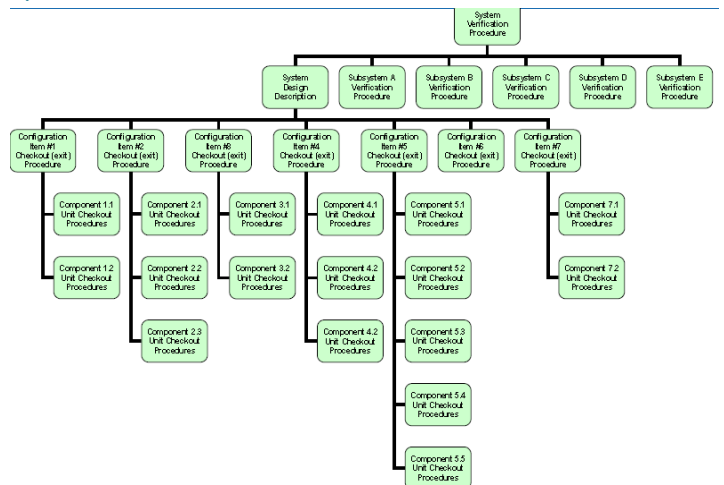 System
Verification
Procedure
System
Design
Description
Subsystem A
Verification
Procedure
Subsystem B
Verification
Procedure
Subsystem C
Verification
Procedure
Subsystem D
Verification
Procedure
Subsystem E
Verification
Procedure
Configuration
Item #1
Checkout (exit)
Procedure
Configuration
Item #2
Checkout (exit)
Procedure
Configuration
Item #3
Checkout (exit)
Procedure
Configuration
Item #4
Checkout (exit)
Procedure
Configuration
Item #5
Checkout (exit)
Procedure
Configuration
Item #6
Checkout (exit)
Procedure
Configuration
Item #7
Checkout (exit)
Procedure
Component 1.1
Unit Checkout
Procedures
Component 2.1
Unit Checkout
Procedures
Component 3.1
Unit Checkout
Procedures
Component 4.1
Unit Checkout
Procedures
Component 5.1
Unit Checkout
Procedures
Component 7.1
Unit Checkout
Procedures
Component 1.2
Unit Checkout
Procedures
Component 2.2
Unit Checkout
Procedures
Component 3.2
Unit Checkout
Procedures
Component 4.2
Unit Checkout
Procedures
Component 5.2
Unit Checkout
Procedures
Component 7.2
Unit Checkout
Procedures
Component 2.3
Unit Checkout
Procedures
Component 4.2
Unit Checkout
Procedures
Component 5.3
Unit Checkout
Procedures
Component 5.4
Unit Checkout
Procedures
Component 5.5
Unit Checkout
Procedures